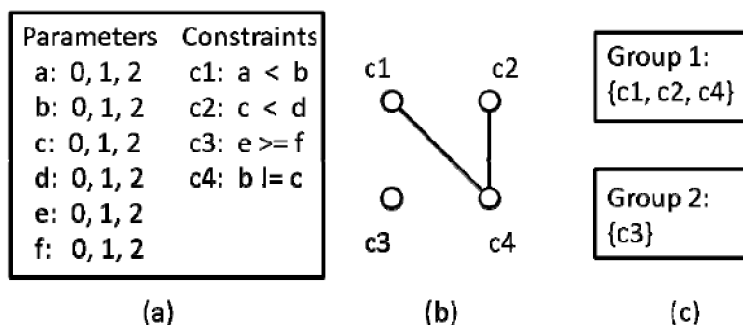 Parameters Constraints
a: 0, 1, 2 c1: a < b
b: 0, 1, 2 c2: c < d
c: 0, 1, 2 c3: e >= f
d: 0, 1, 2 c4: b != c
e: 0, 1, 2
f: 0, 1, 2
(a)
c1 c2
c3 c4
(b)
Group 1:
{c1, c2, c4}
Group 2:
{c3}
(c)